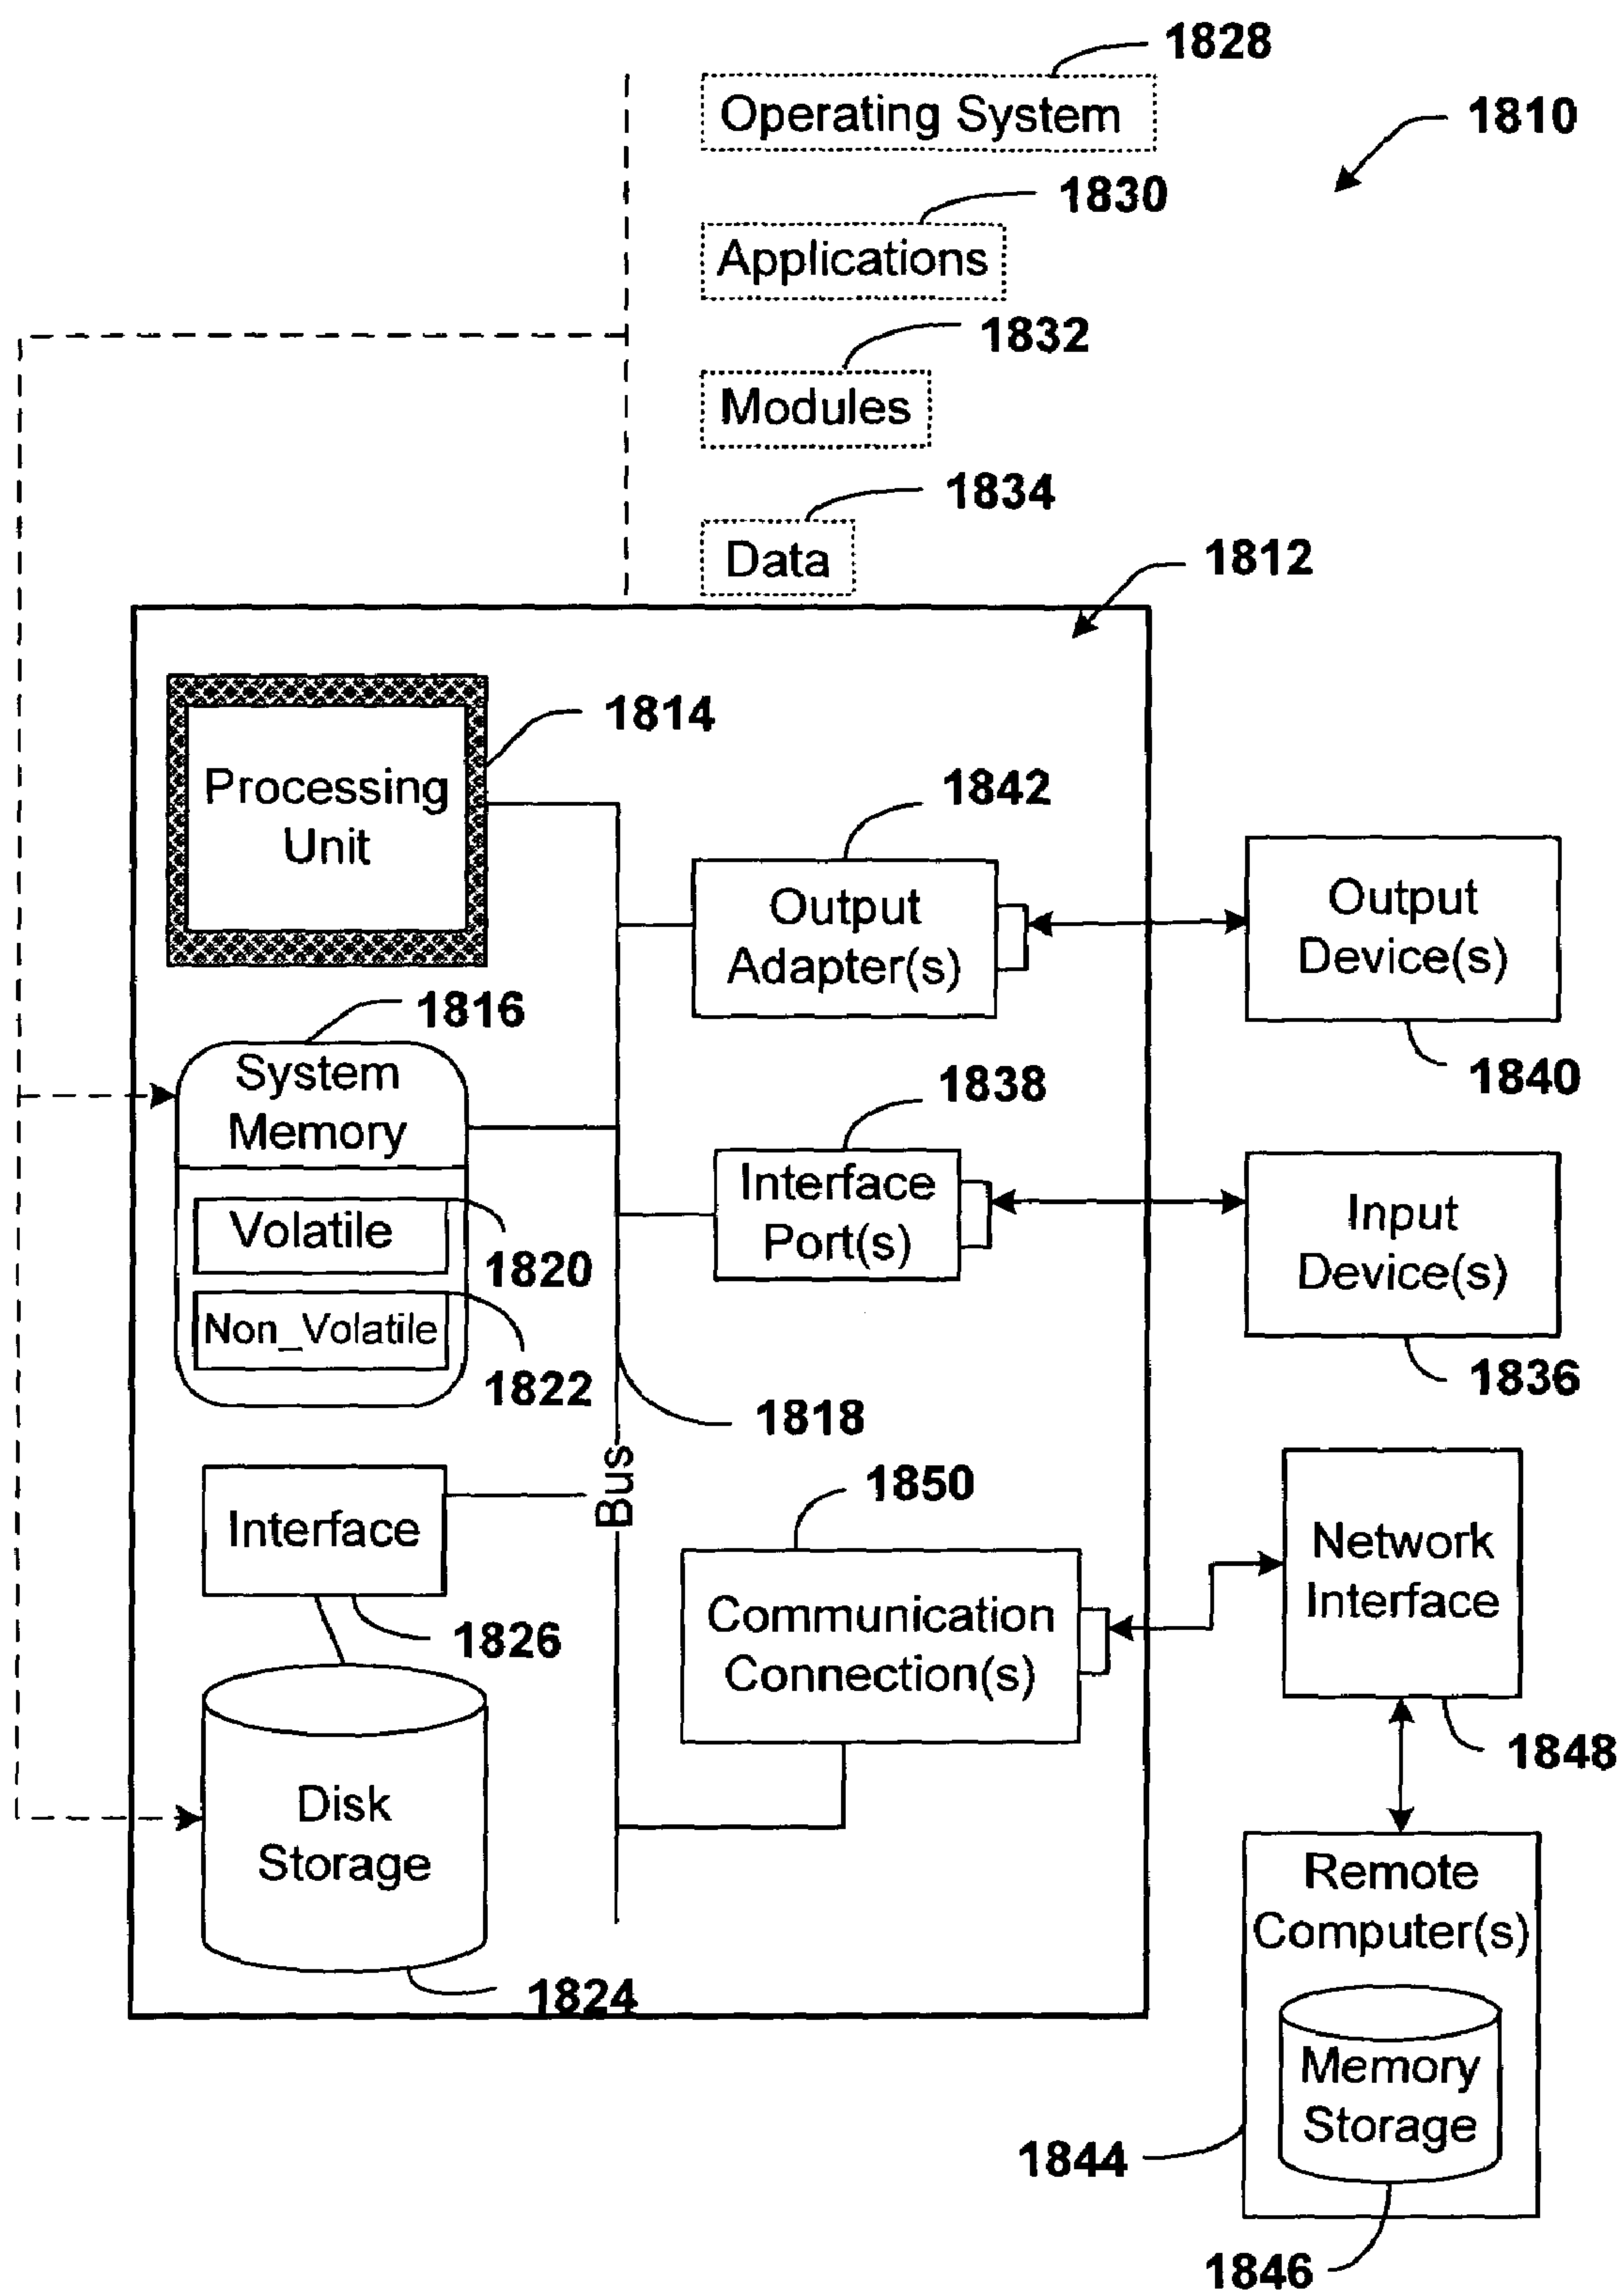 1828
Operating System
1810
1830
Applications
1832
Modules
1834
Data
1812
1814
Processing
Unit
1842
Output
Adapter(s)
Output
Device(s)
1840
1816
System
Memory
1838
Interface
Port(s)
Input
Device(s)
1836
Volatile
1820
Non_Volatile
1822
1818
Bus
1850
Interface
1826
Communication
Connection(s)
Network
Interface
1848
Disk
Storage
1824
Remote
Computer(s)
Memory
Storage
1844
1846